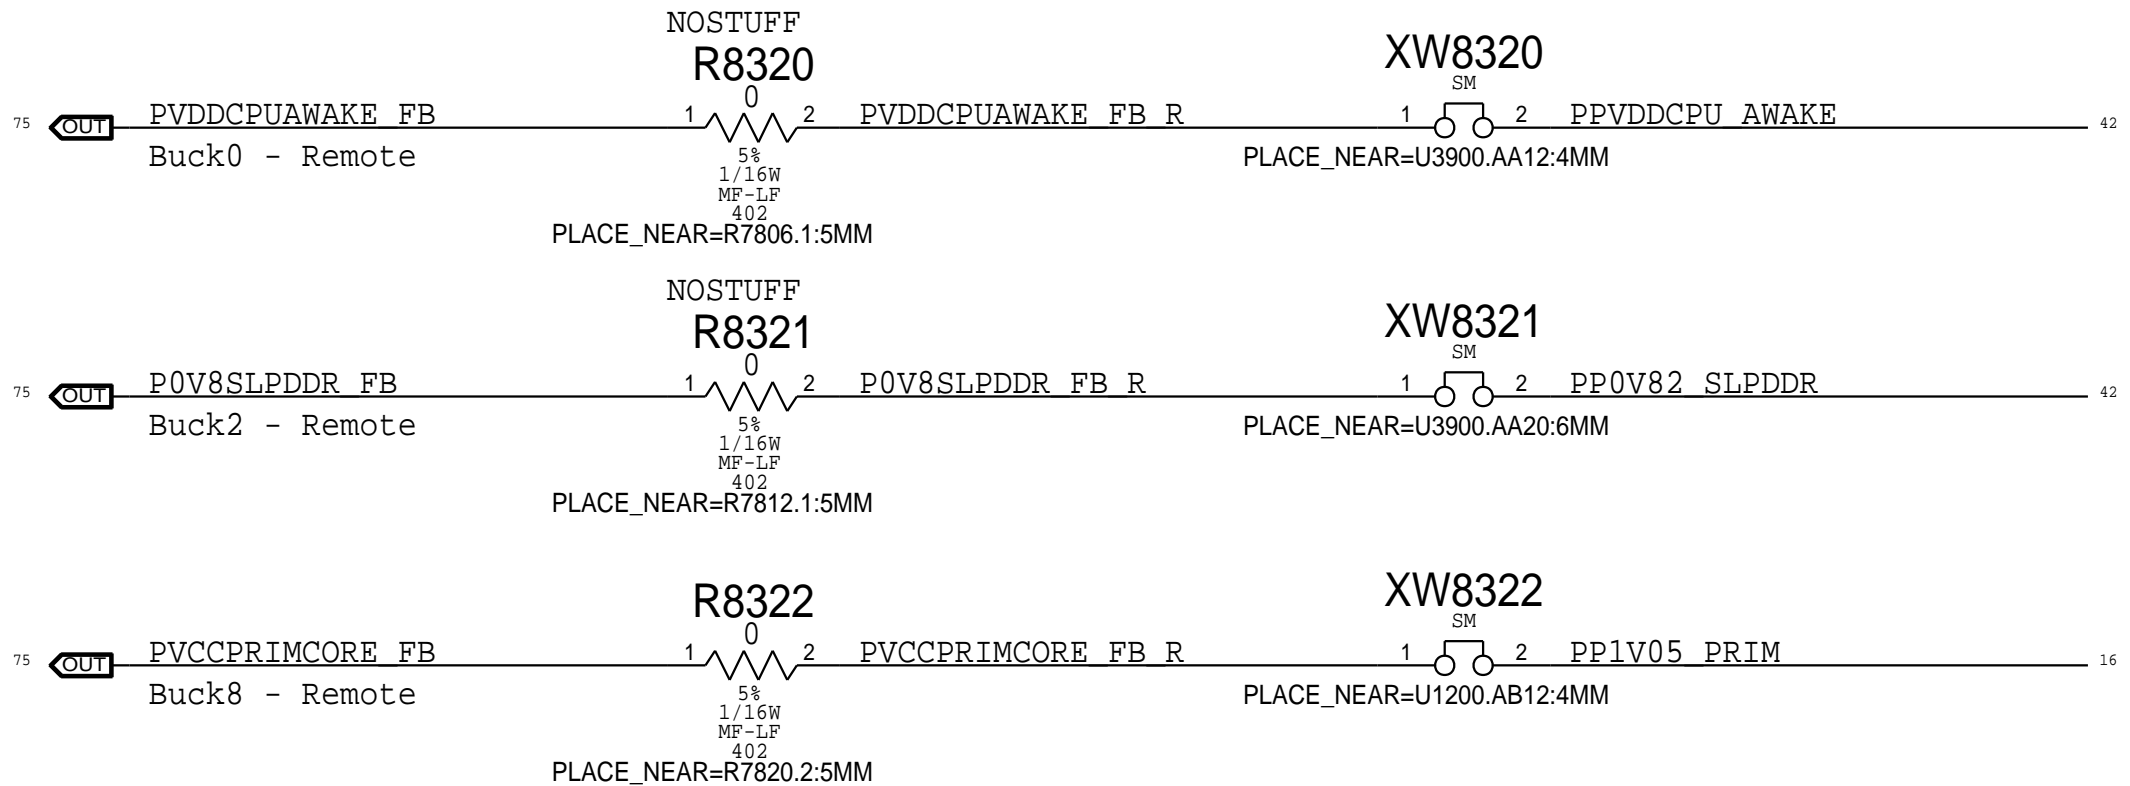 NOSTUFF
R8320
XW8320
0
SM
75 OUT PVDDCPUAWAKE_FB 1 2 PVDDCPUAWAKE_FB_R 1 2 PPVDDCPU_AWAKE 42
Buck0 - Remote
5%
PLACE_NEAR=U3900.AA12:4MM
1/16W
MF-LF
402
PLACE_NEAR=R7806.1:5MM
NOSTUFF
R8321
XW8321
0
SM
75 OUT P0V8SLPDDR_FB 1 2 P0V8SLPDDR_FB_R 1 2 PP0V82_SLPDDR 42
Buck2 - Remote
5%
PLACE_NEAR=U3900.AA20:6MM
1/16W
MF-LF
402
PLACE_NEAR=R7812.1:5MM
R8322
XW8322
0
SM
75 OUT PVCCPRIMCORE_FB 1 2 PVCCPRIMCORE_FB_R 1 2 PP1V05_PRIM 16
Buck8 - Remote
5%
PLACE_NEAR=U1200.AB12:4MM
1/16W
MF-LF
402
PLACE_NEAR=R7820.2:5MM